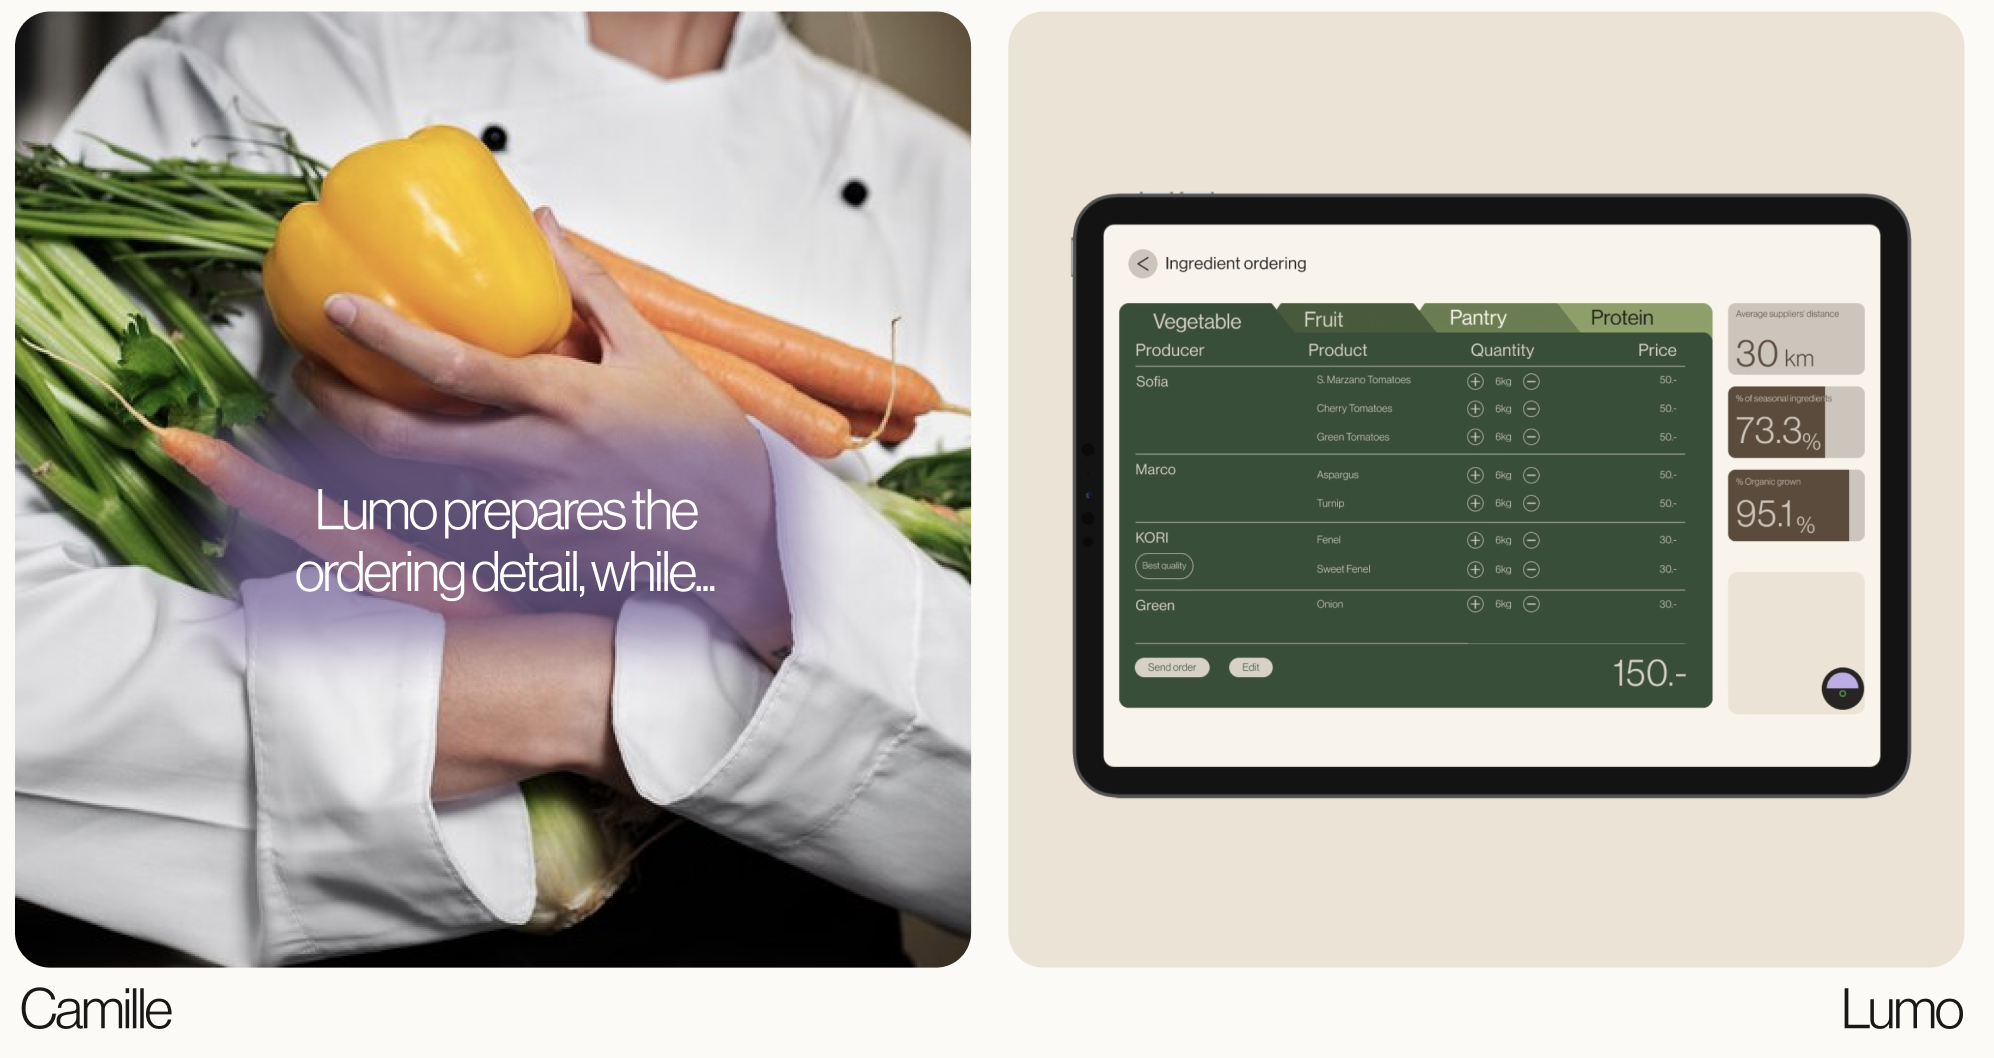 Lumo prepares the
ordering detail, while...
Camille
< Ingredient ordering
Vegetable Fruit Pantry Protein
Producer Product Quantity Price
Sofia S. Marzano Tomatoes + 6kg − 50.-
Cherry Tomatoes + 6kg − 50.-
Green Tomatoes + 6kg − 50.-
Marco Aspargus + 6kg − 50.-
Turnip + 6kg − 50.-
KORI Fenel + 6kg − 30.-
Best quality Sweet Fenel + 6kg − 30.-
Green Onion + 6kg − 30.-
Send order Edit 150.-
Average suppliers' distance
30 km
% of seasonal ingredients
73.3%
% Organic grown
95.1%
Lumo